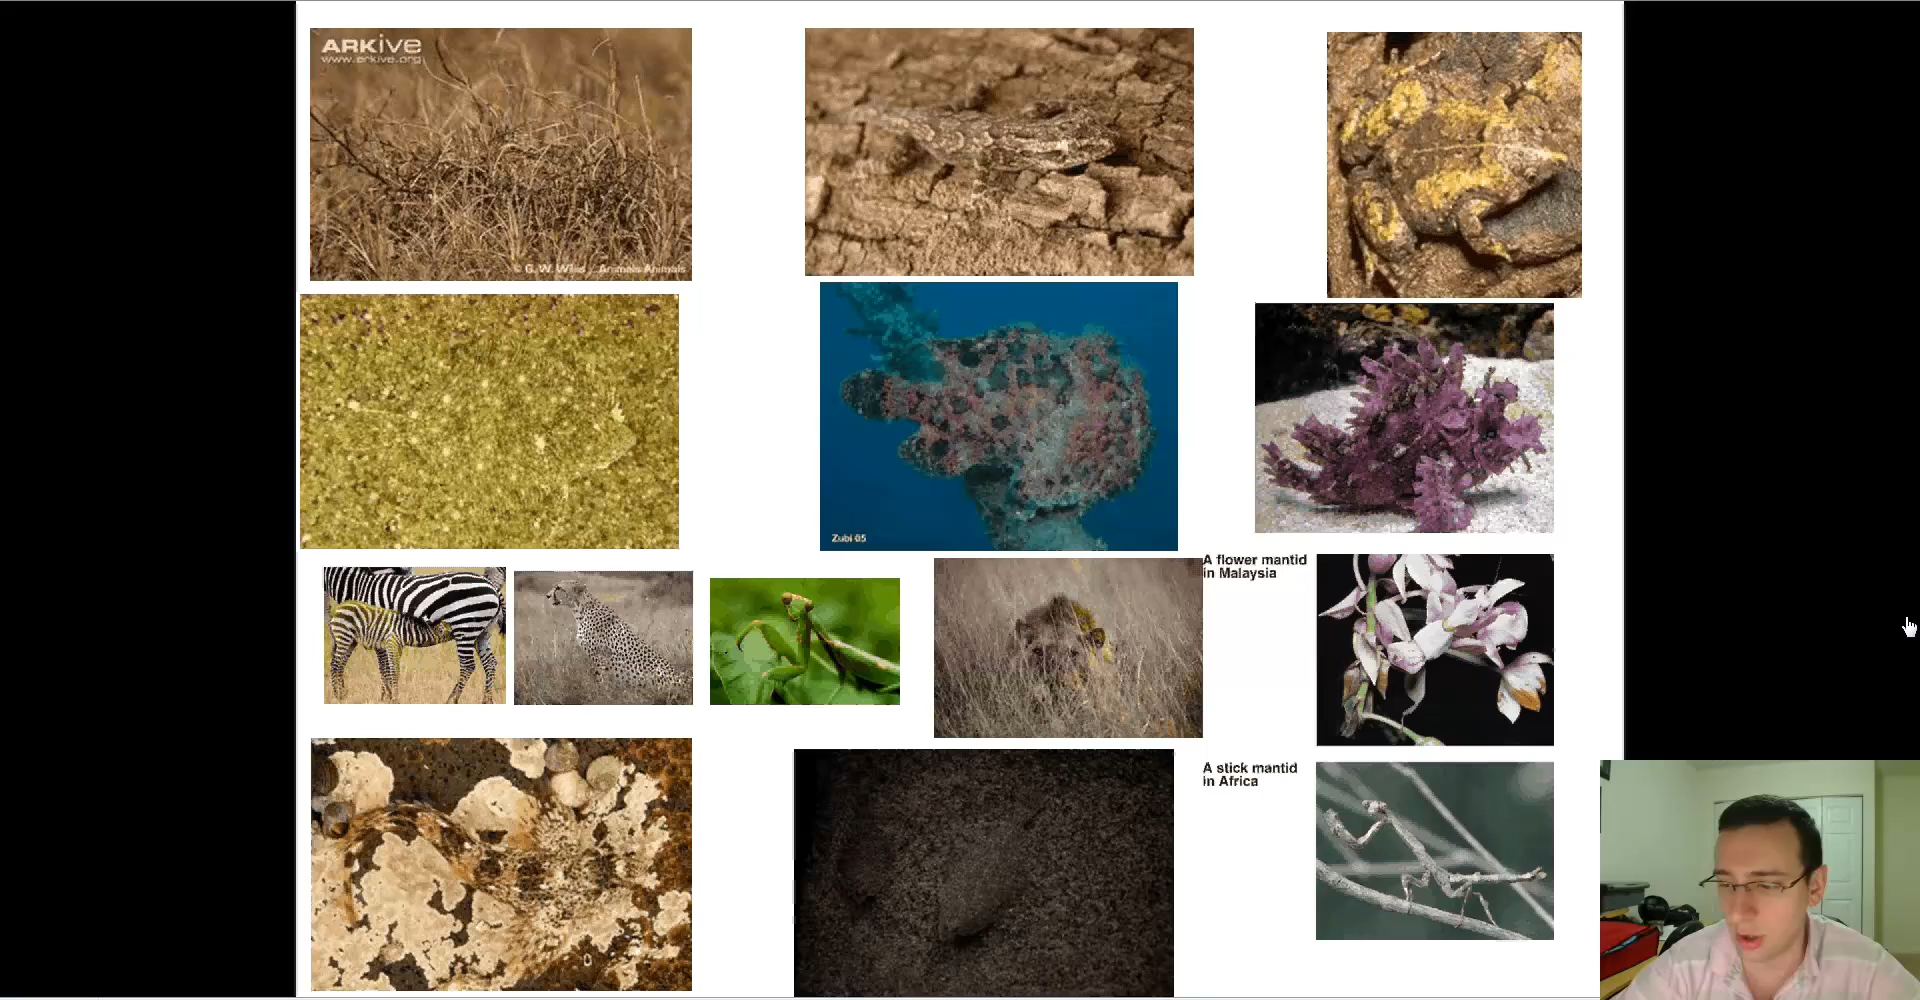 ARKive
www.arkive.org
© G. W. Willis / Animals Animals
Zubi 05
A flower mantid
in Malaysia
A stick mantid
in Africa